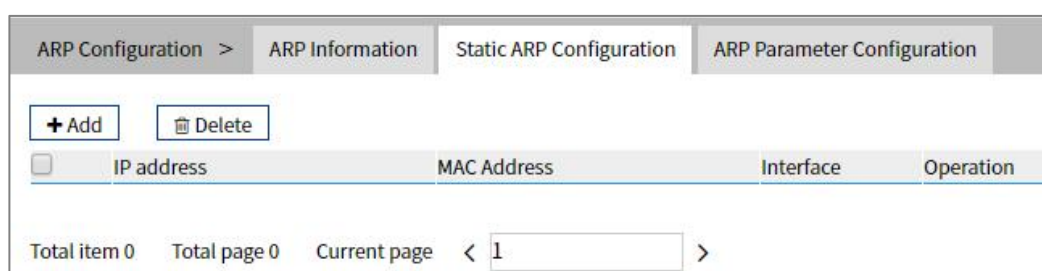 ARP Configuration > ARP Information Static ARP Configuration ARP Parameter Configuration
+ Add Delete
IP address MAC Address Interface Operation
Total item 0 Total page 0 Current page < 1 >